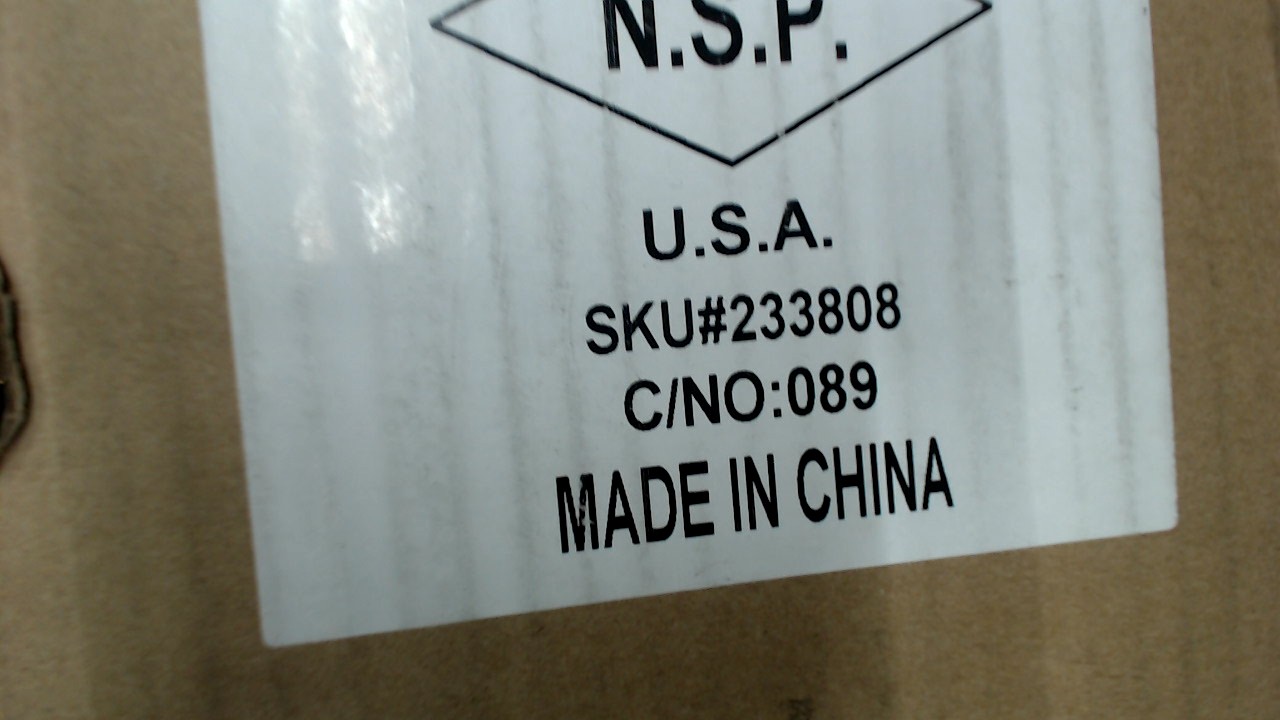 N.S.P.
U.S.A.
SKU#233808
C/NO:089
MADE IN CHINA